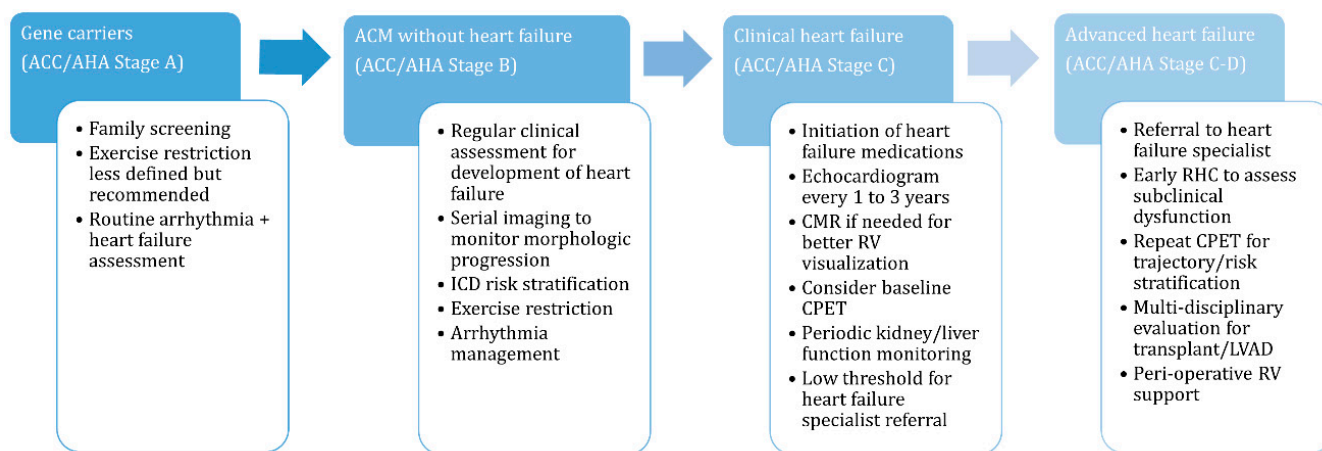 Gene carriers
(ACC/AHA Stage A)
• Family screening
• Exercise restriction
less defined but
recommended
• Routine arrhythmia +
heart failure
assessment
ACM without heart failure
(ACC/AHA Stage B)
• Regular clinical
assessment for
development of heart
failure
• Serial imaging to
monitor morphologic
progression
• ICD risk stratification
• Exercise restriction
• Arrhythmia
management
Clinical heart failure
(ACC/AHA Stage C)
• Initiation of heart
failure medications
• Echocardiogram
every 1 to 3 years
• CMR if needed for
better RV
visualization
• Consider baseline
CPET
• Periodic kidney/liver
function monitoring
• Low threshold for
heart failure
specialist referral
Advanced heart failure
(ACC/AHA Stage C-D)
• Referral to heart
failure specialist
• Early RHC to assess
subclinical
dysfunction
• Repeat CPET for
trajectory/risk
stratification
• Multi-disciplinary
evaluation for
transplant/LVAD
• Peri-operative RV
support